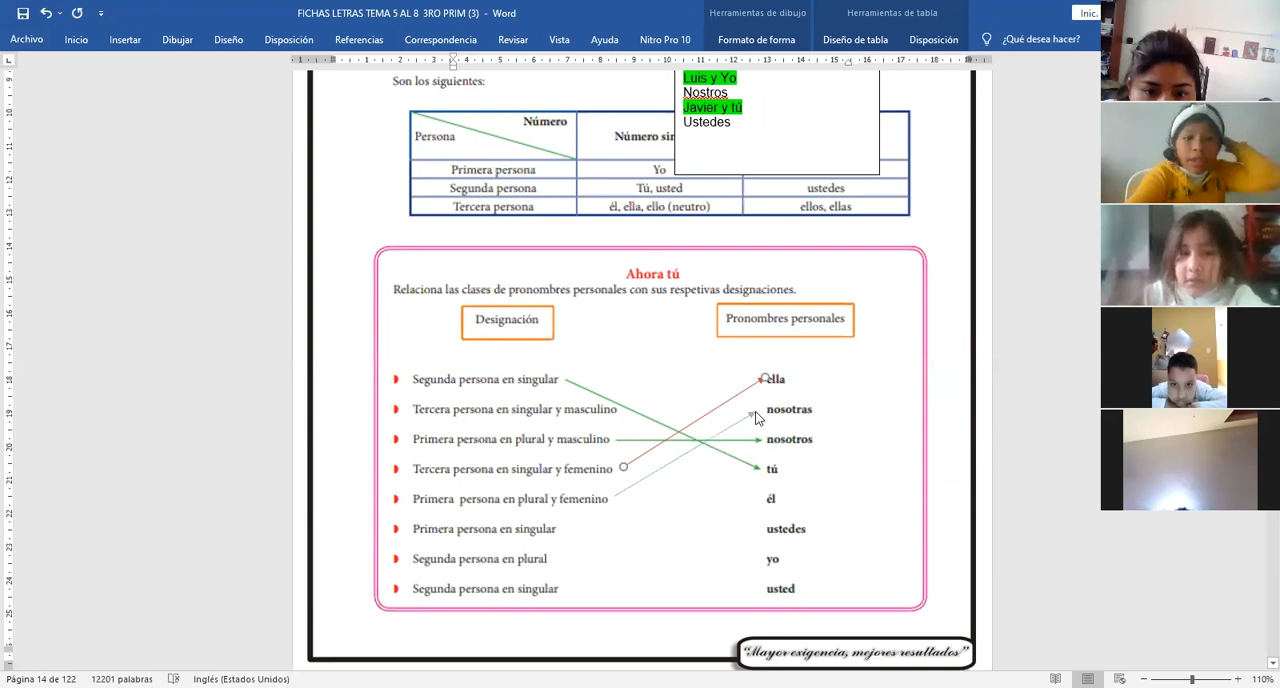 FICHAS LETRAS TEMA 5 AL 8 3RO PRIM (3) - Word
Herramientas de dibujo
Herramientas de tabla
Inic.
Archivo
Inicio
Insertar
Dibujar
Diseño
Disposición
Referencias
Correspondencia
Revisar
Vista
Ayuda
Nitro Pro 10
Formato de forma
Diseño de tabla
Disposición
¿Qué desea hacer?
Son los siguientes:
Luis y Yo
Nostros
Javier y tú
Ustedes
Número
Persona
Número sin
Primera persona
Yo
Segunda persona
Tú, usted
ustedes
Tercera persona
él, ella, ello (neutro)
ellos, ellas
Ahora tú
Relaciona las clases de pronombres personales con sus respetivas designaciones.
Designación
Pronombres personales
Segunda persona en singular
ella
Tercera persona en singular y masculino
nosotras
Primera persona en plural y masculino
nosotros
Tercera persona en singular y femenino
tú
Primera persona en plural y femenino
él
Primera persona en singular
ustedes
Segunda persona en plural
yo
Segunda persona en singular
usted
"Mayor exigencia, mejores resultados"
Página 14 de 122
12201 palabras
Inglés (Estados Unidos)
110%